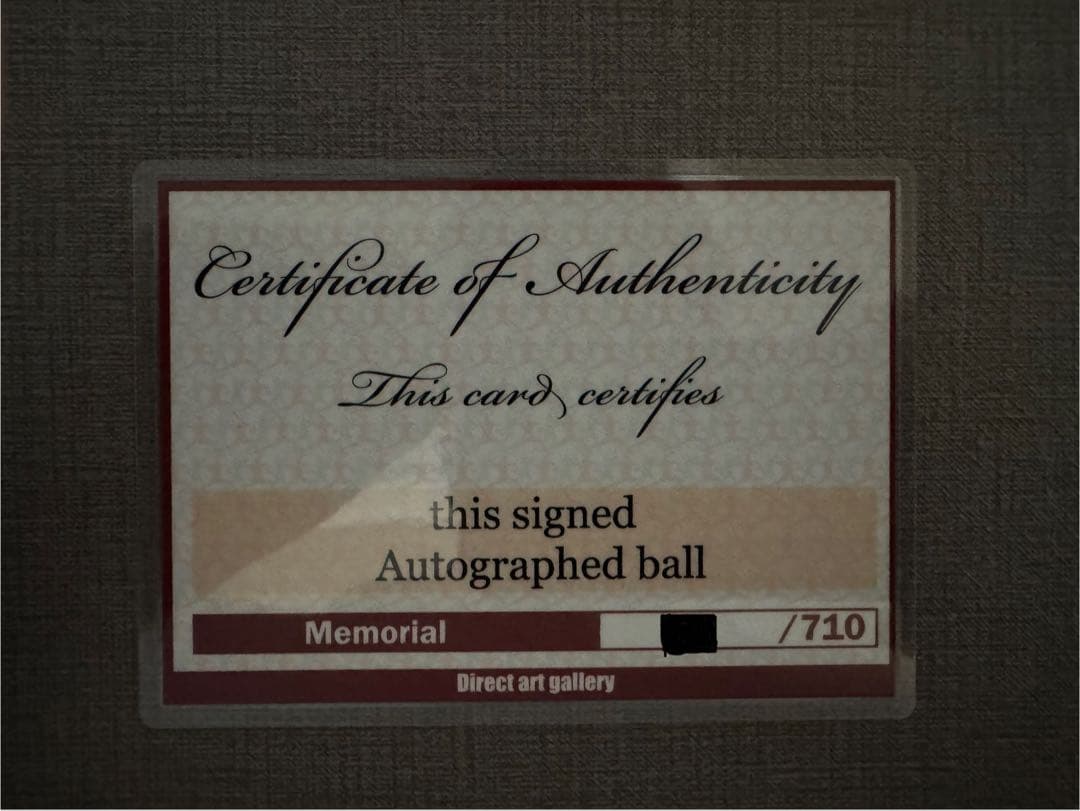 Certificate of Authenticity
This card certifies
this signed
Autographed ball
Memorial /710
Direct art gallery